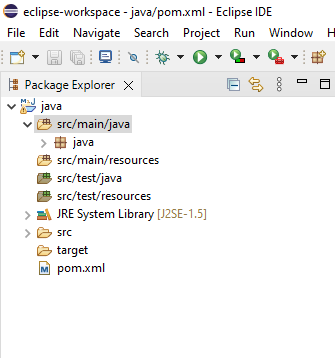 eclipse-workspace - java/pom.xml - Eclipse IDE
File Edit Source Refactor Navigate Search Project Run Window H
Package Explorer
java
src/main/java
java
src/main/resources
src/test/java
src/test/resources
JRE System Library [J2SE-1.5]
src
target
pom.xml